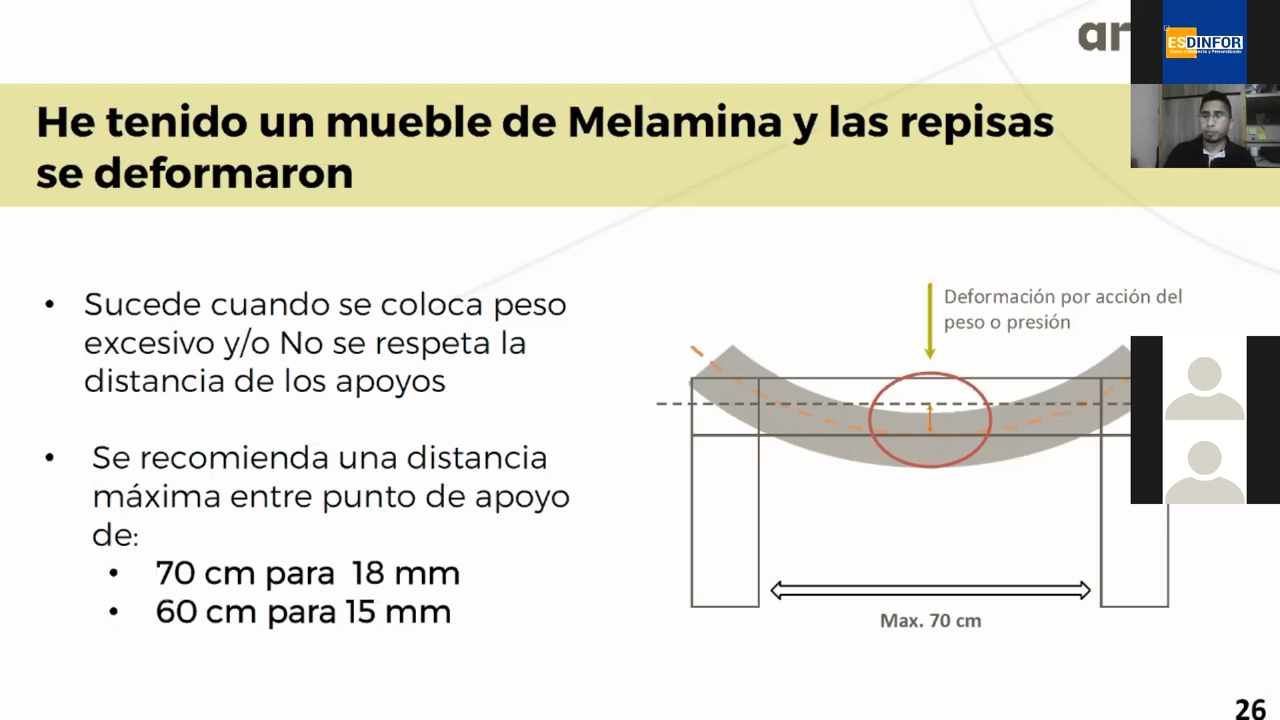 ar
ESDINFOR
He tenido un mueble de Melamina y las repisas
se deformaron
• Sucede cuando se coloca peso
excesivo y/o No se respeta la
distancia de los apoyos
• Se recomienda una distancia
máxima entre punto de apoyo
de:
• 70 cm para 18 mm
• 60 cm para 15 mm
Deformación por acción del
peso o presión
Max. 70 cm
26